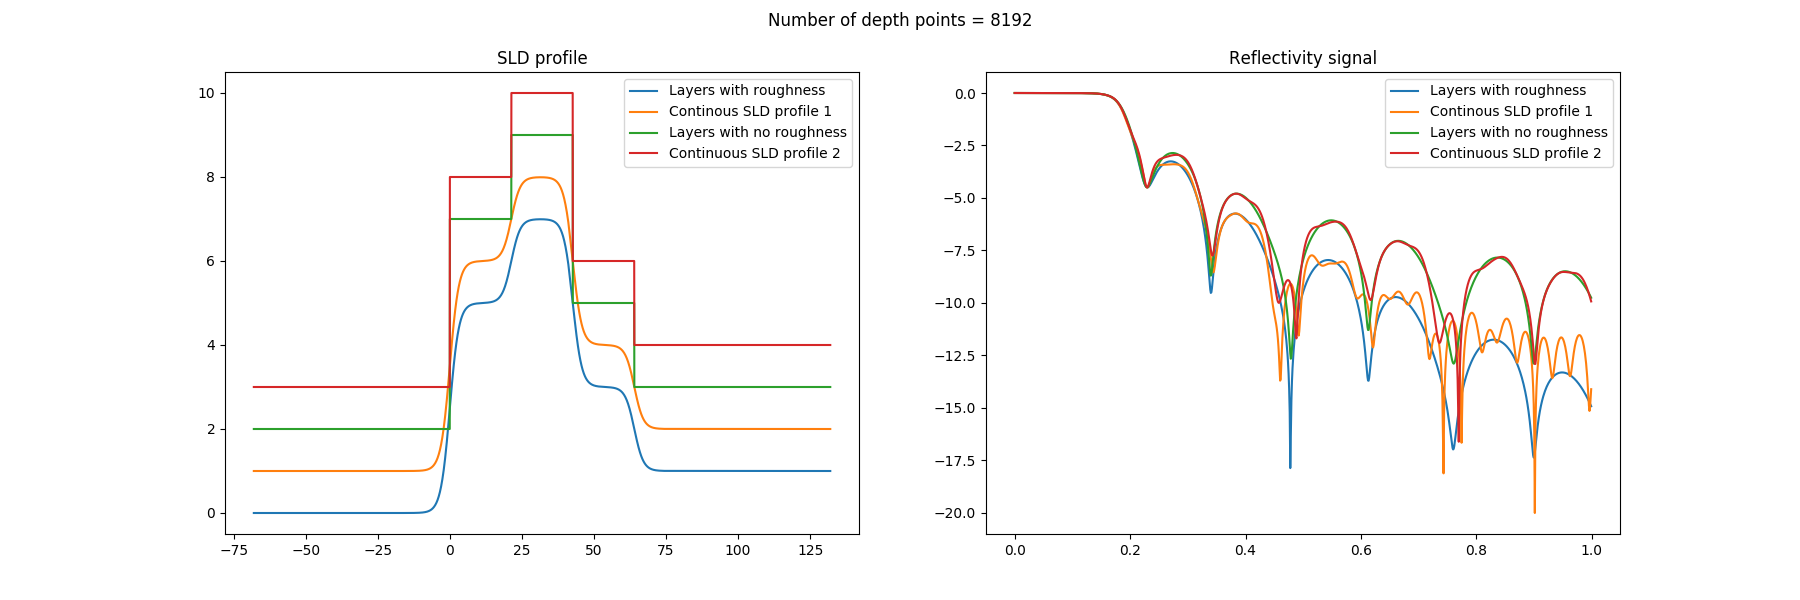 Number of depth points = 8192
SLD profile
10
8
6
4
2
0
−75
−50
−25
0
25
50
75
100
125
Layers with roughness
Continous SLD profile 1
Layers with no roughness
Continuous SLD profile 2
Reflectivity signal
0.0
−2.5
−5.0
−7.5
−10.0
−12.5
−15.0
−17.5
−20.0
0.0
0.2
0.4
0.6
0.8
1.0
Layers with roughness
Continous SLD profile 1
Layers with no roughness
Continuous SLD profile 2